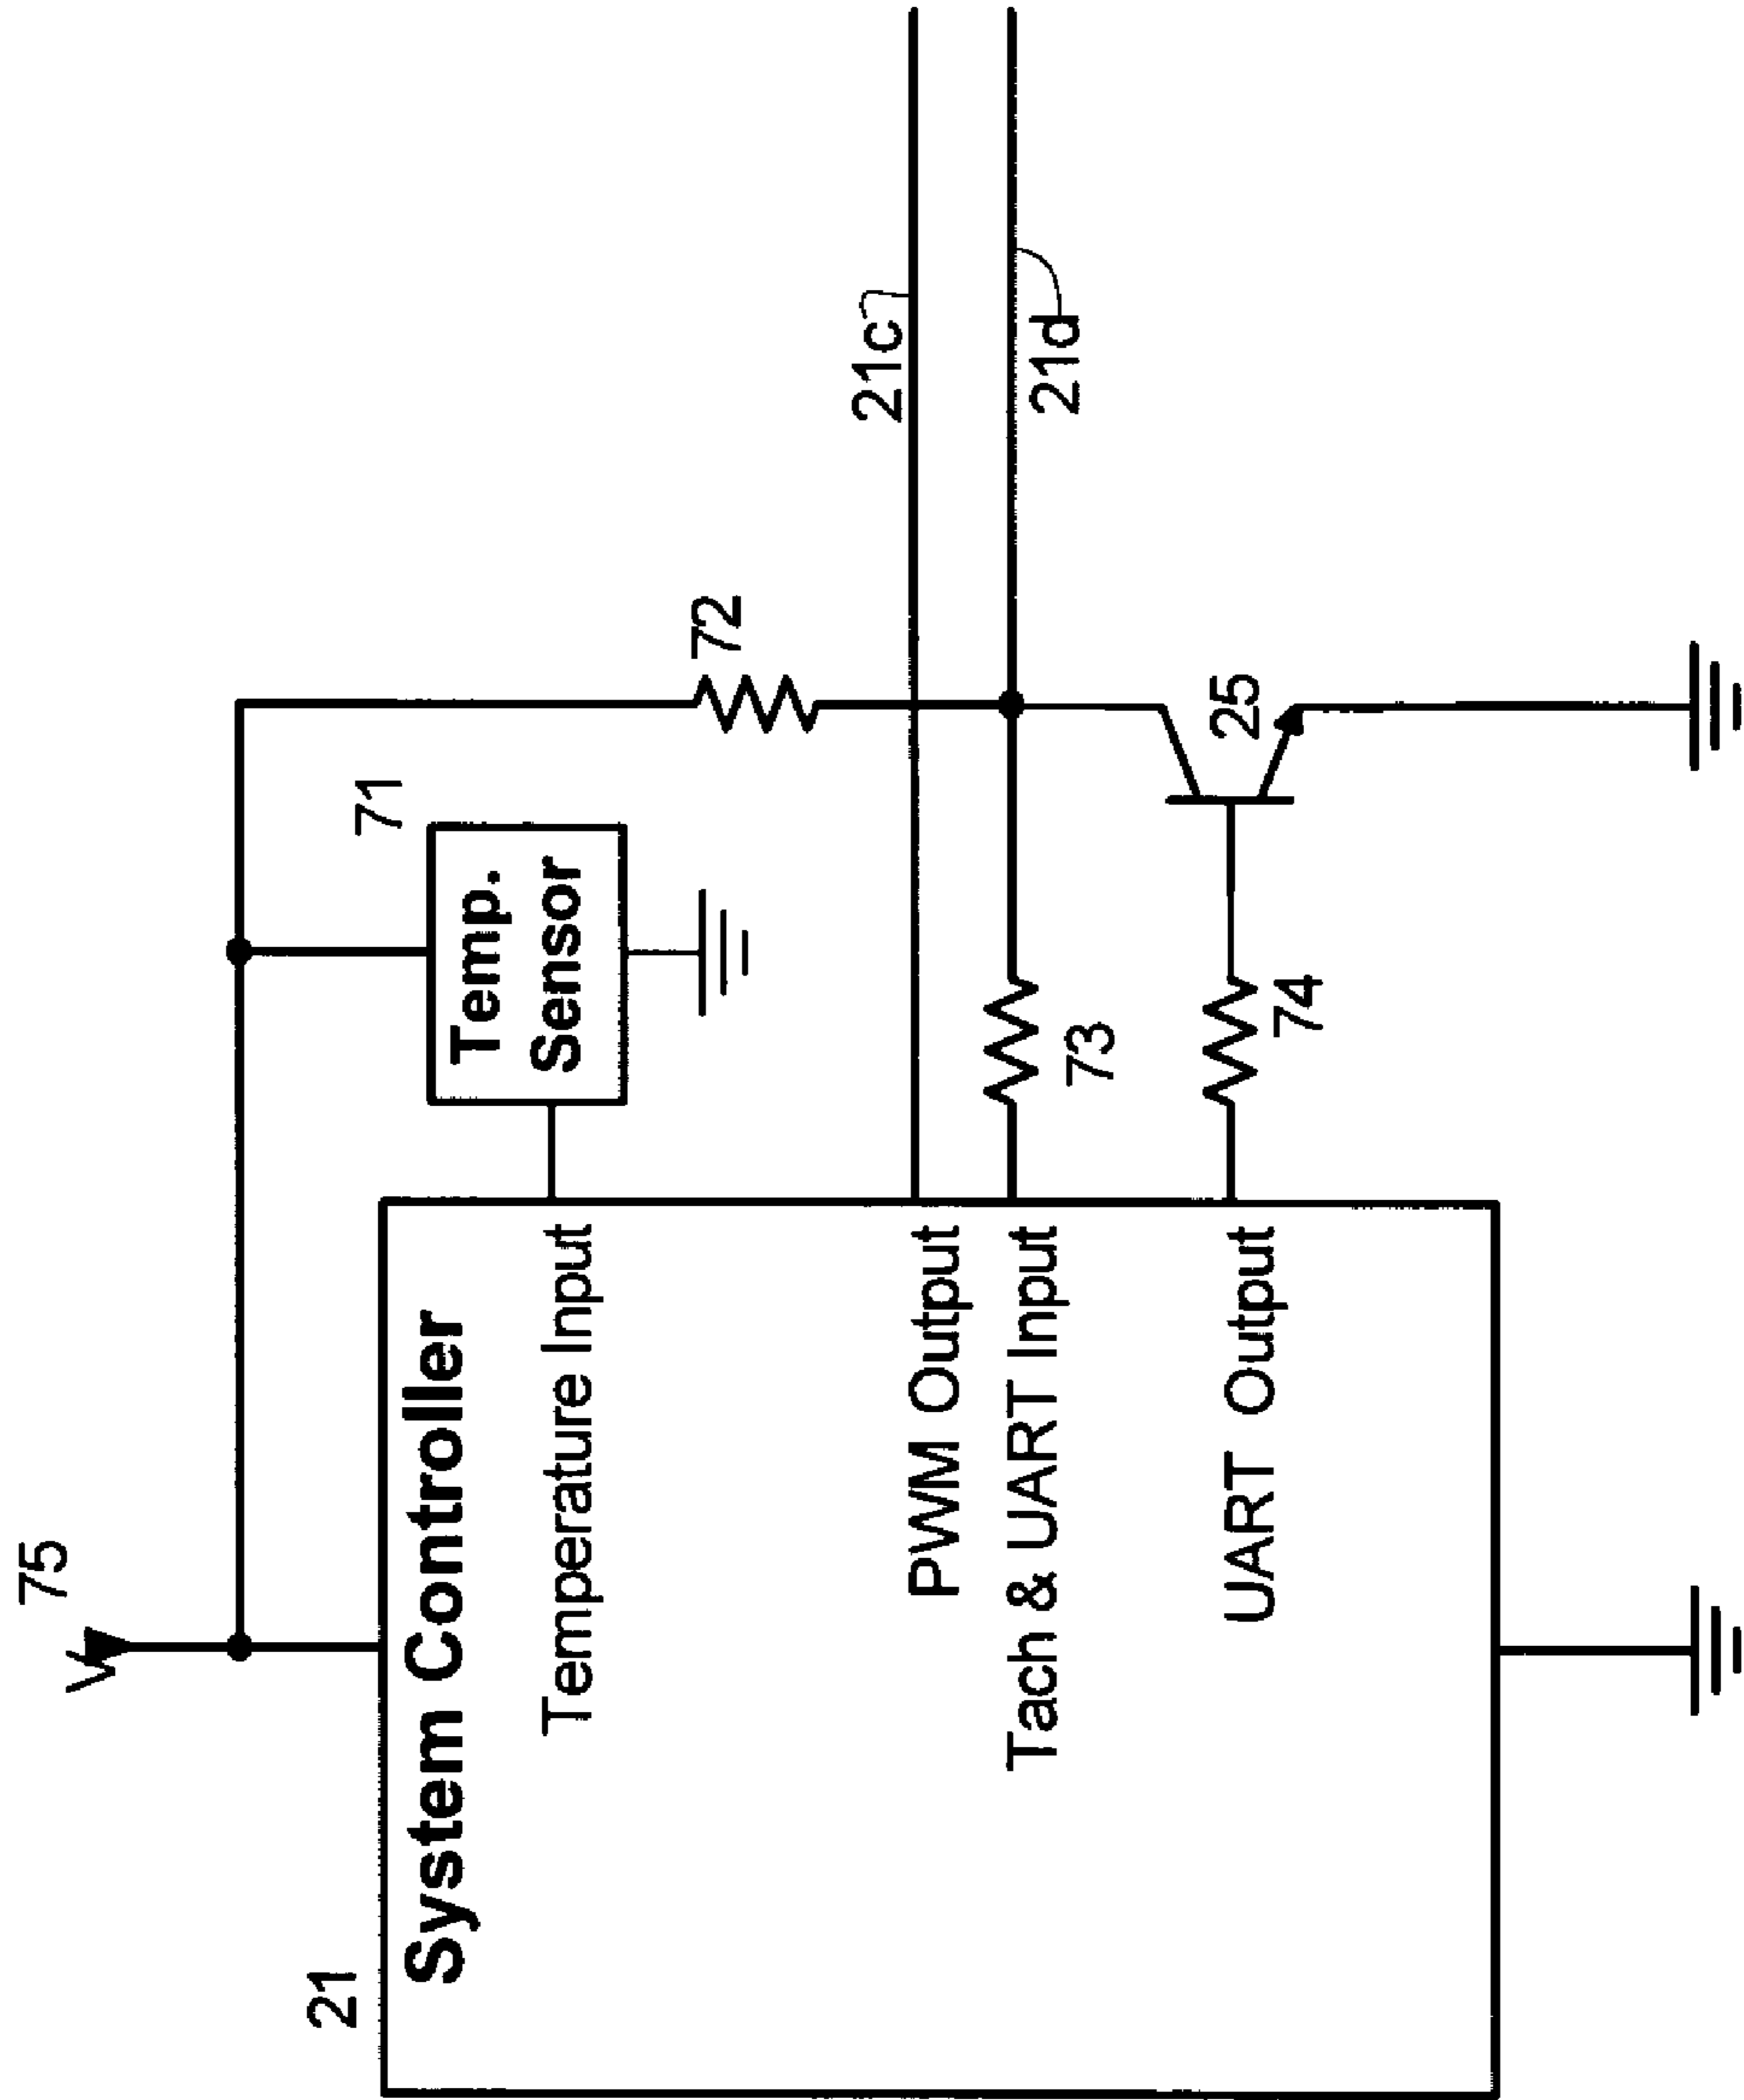 75
V
21
System Controller
Temperature Input
PWM Output
Tach & UART Input
UART Output
71
Temp.
Sensor
72
73
74
25
21c
21d